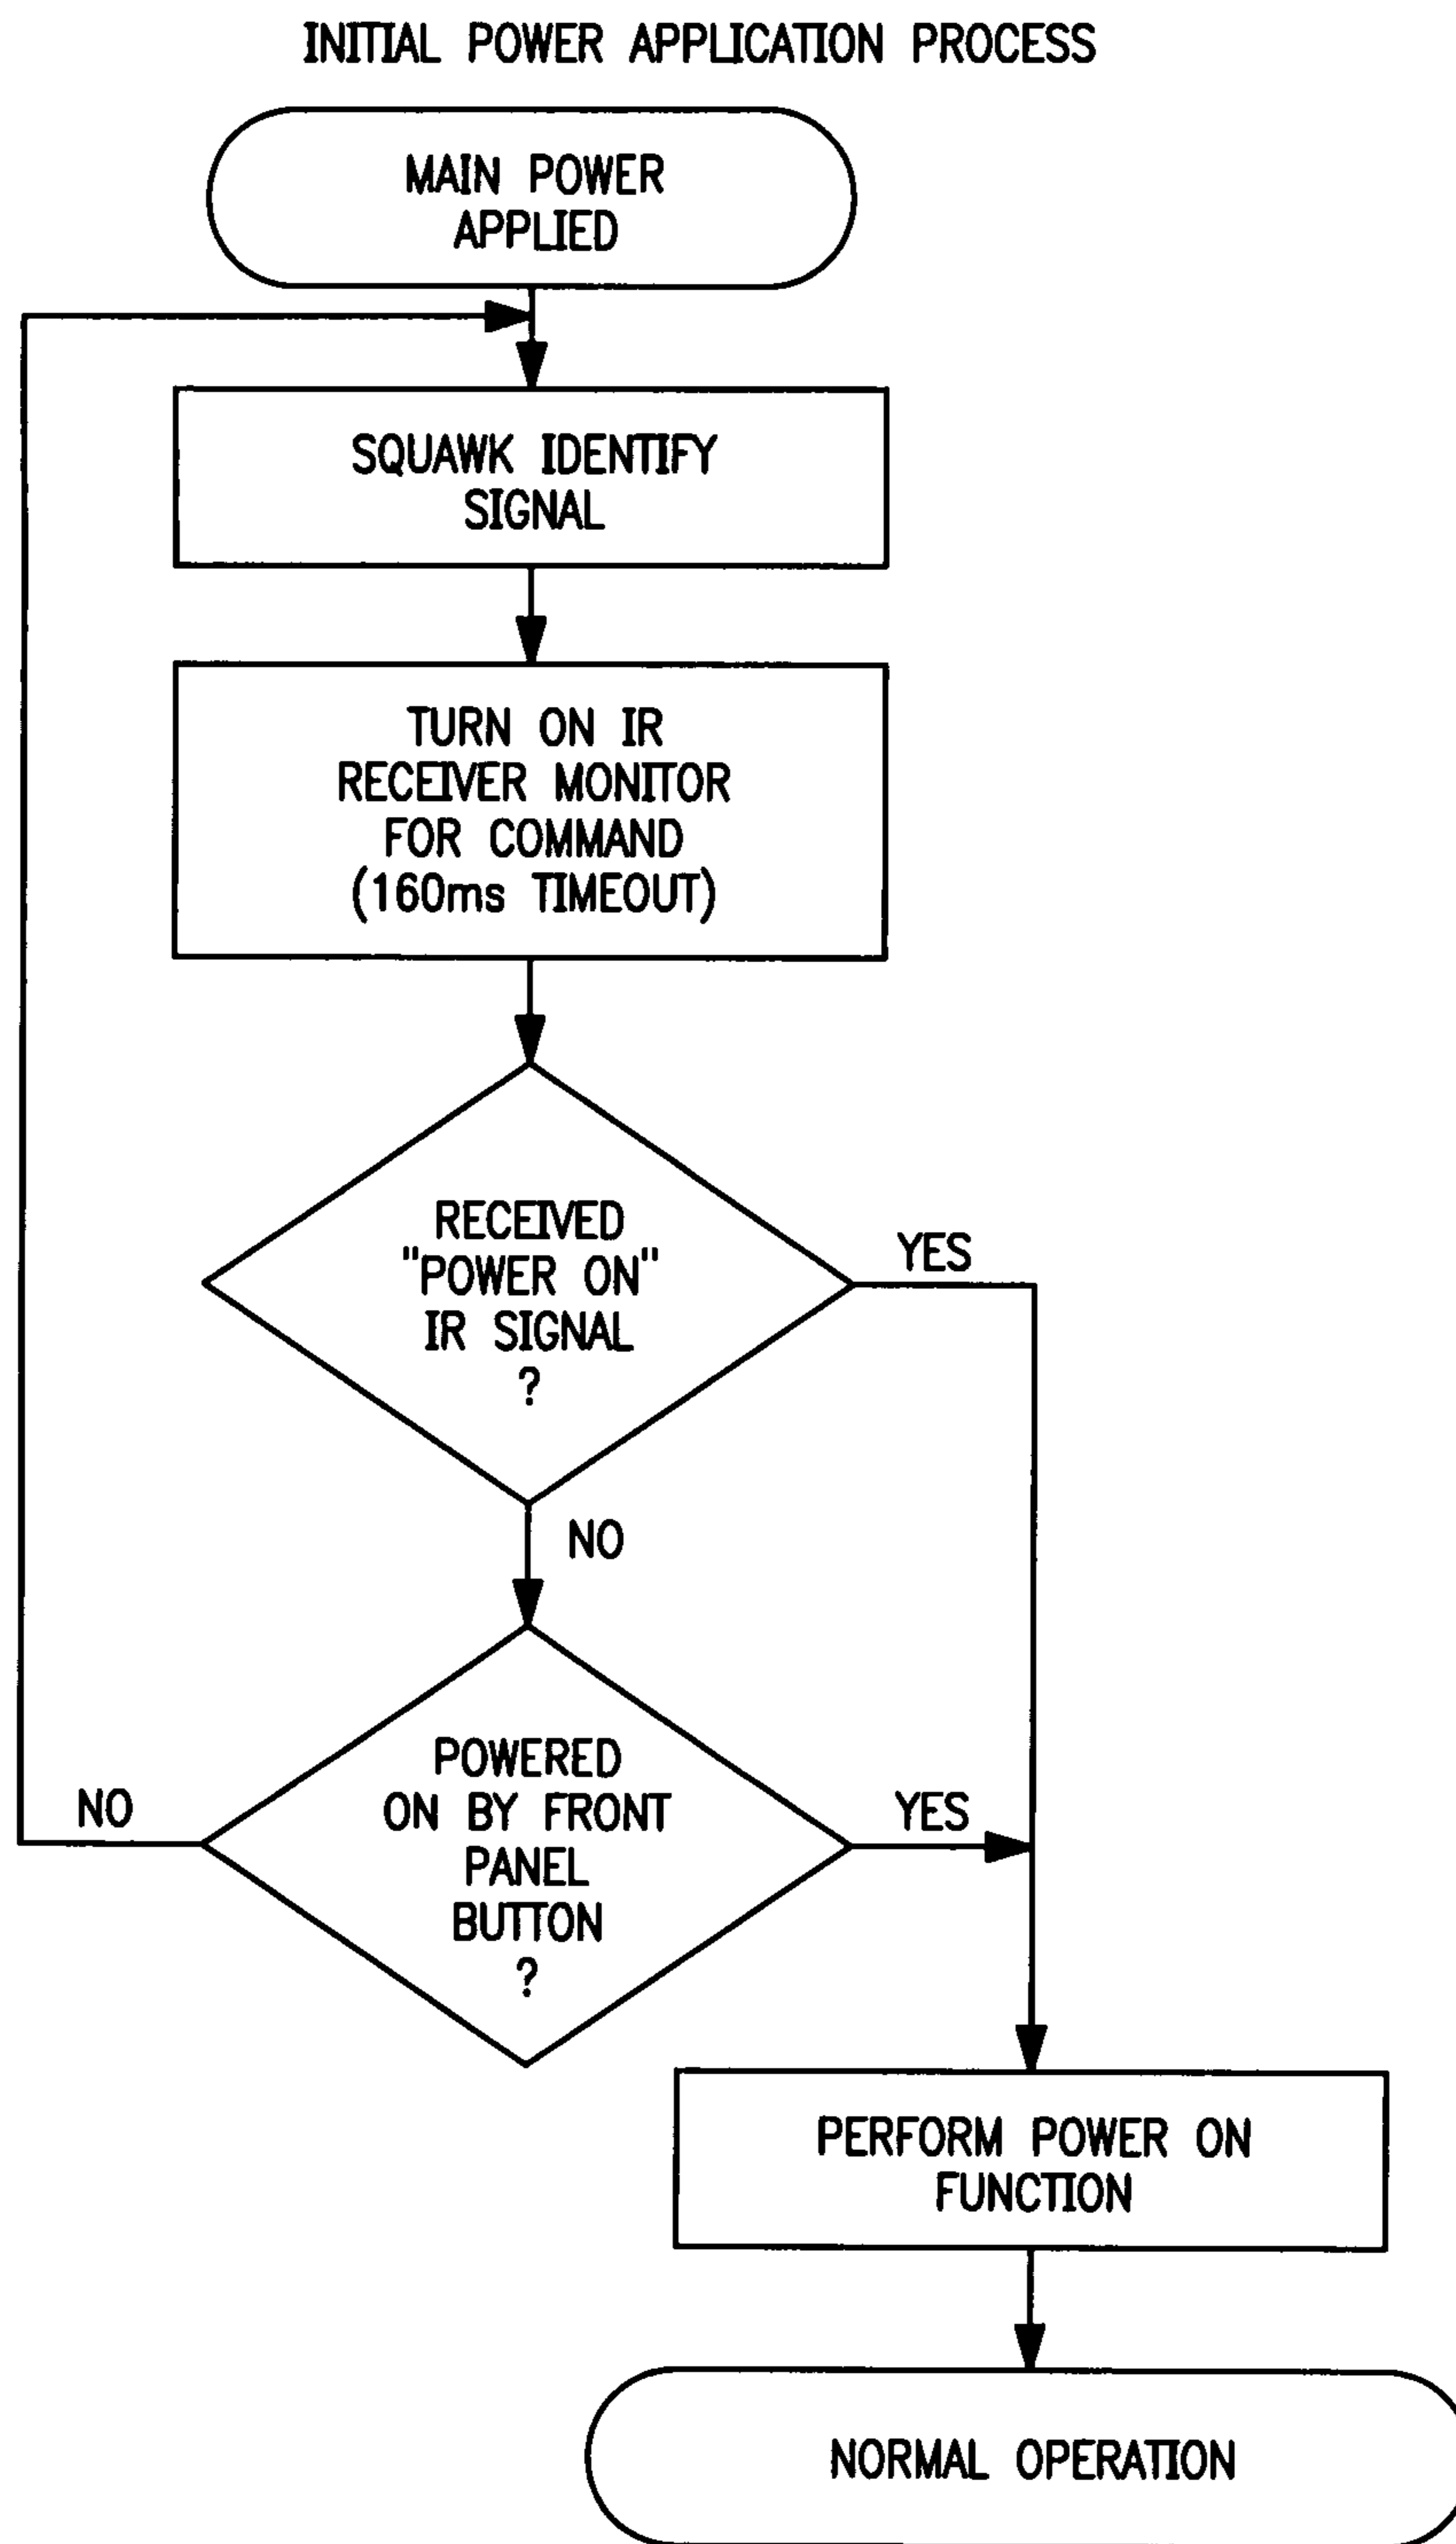 INITIAL POWER APPLICATION PROCESS
MAIN POWER
APPLIED
SQUAWK IDENTIFY
SIGNAL
TURN ON IR
RECEIVER MONITOR
FOR COMMAND
(160ms TIMEOUT)
RECEIVED
"POWER ON"
IR SIGNAL
?
YES
NO
POWERED
ON BY FRONT
PANEL
BUTTON
?
NO
YES
PERFORM POWER ON
FUNCTION
NORMAL OPERATION